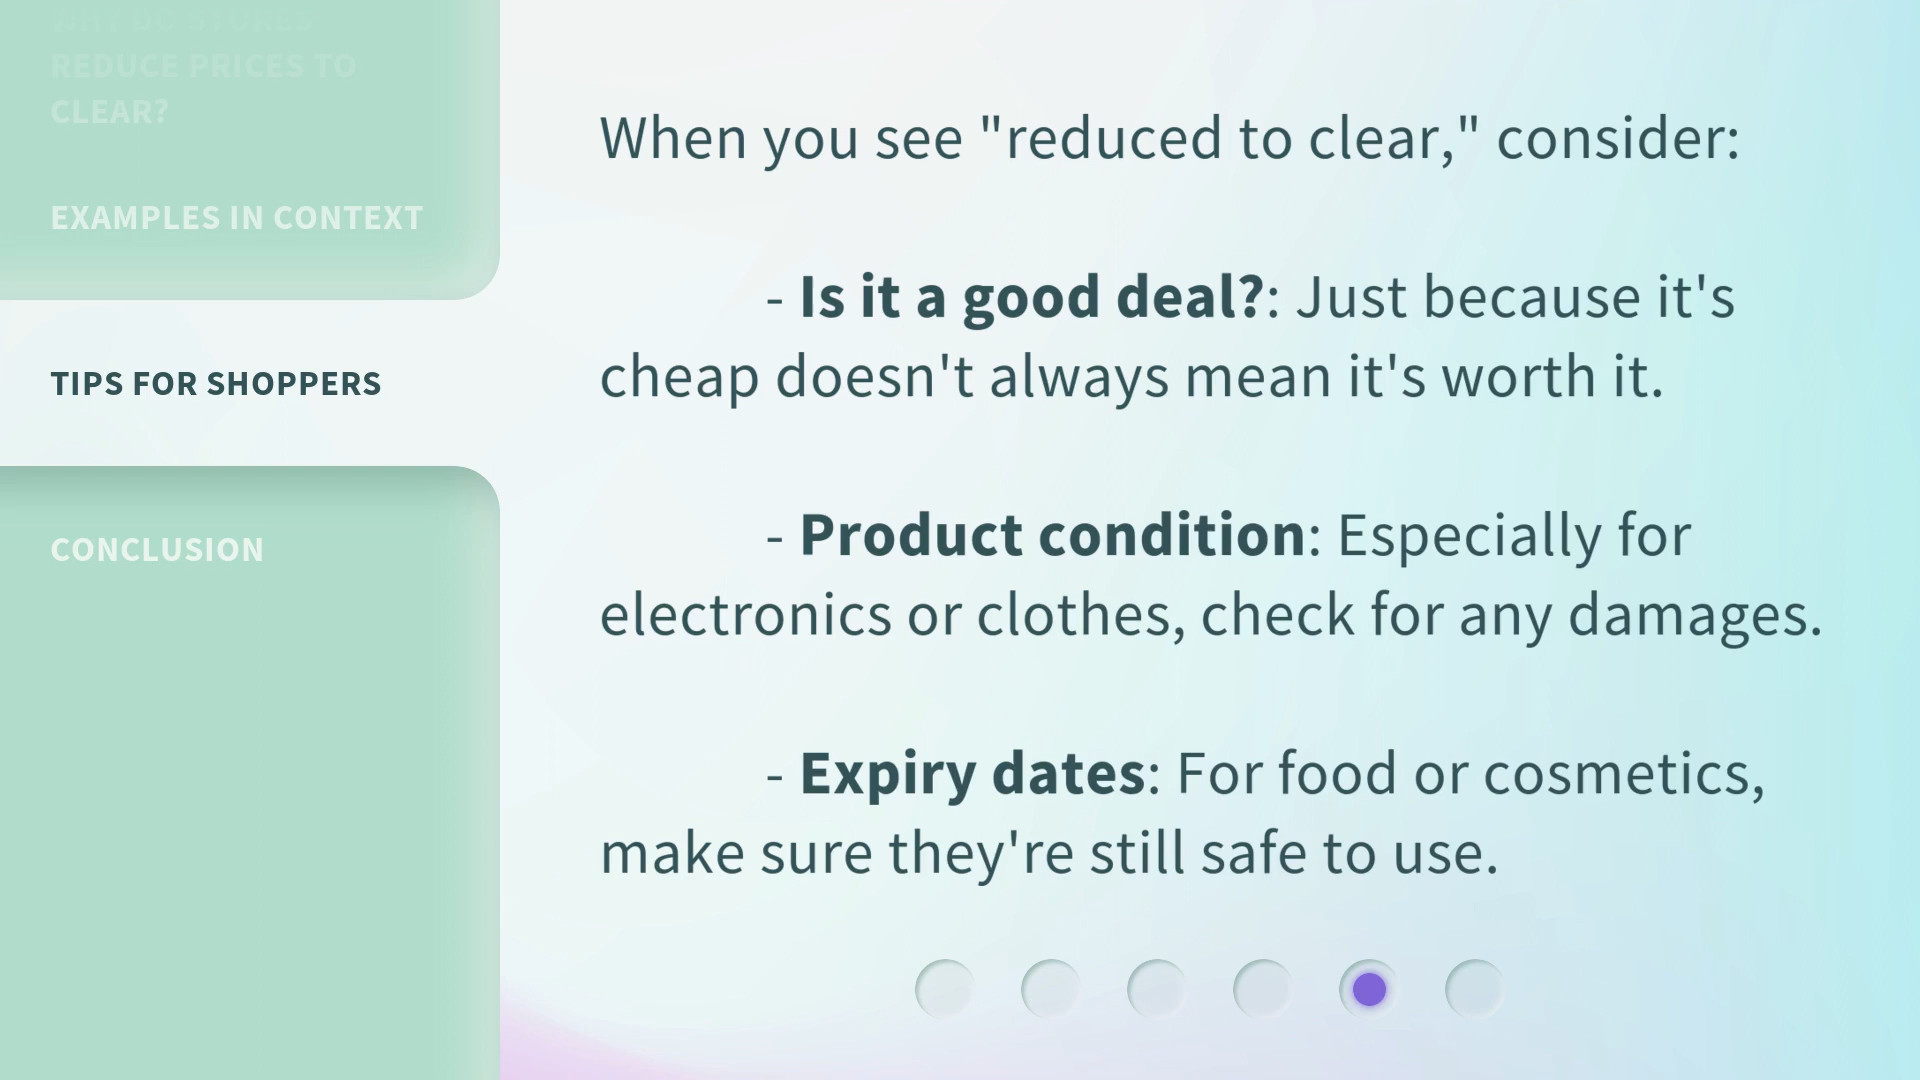 WHY DO STORES
REDUCE PRICES TO
CLEAR?
EXAMPLES IN CONTEXT
TIPS FOR SHOPPERS
CONCLUSION
When you see "reduced to clear," consider:
- Is it a good deal?: Just because it's
cheap doesn't always mean it's worth it.
- Product condition: Especially for
electronics or clothes, check for any damages.
- Expiry dates: For food or cosmetics,
make sure they're still safe to use.